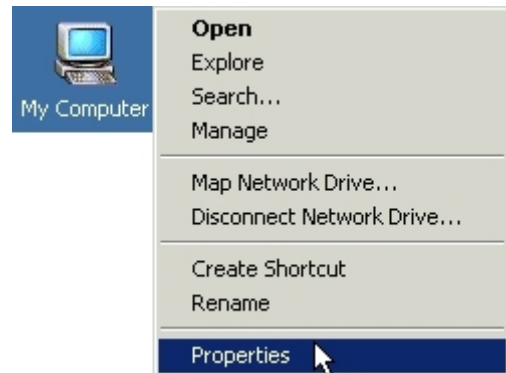 My Computer
Open
Explore
Search...
Manage
Map Network Drive...
Disconnect Network Drive...
Create Shortcut
Rename
Properties